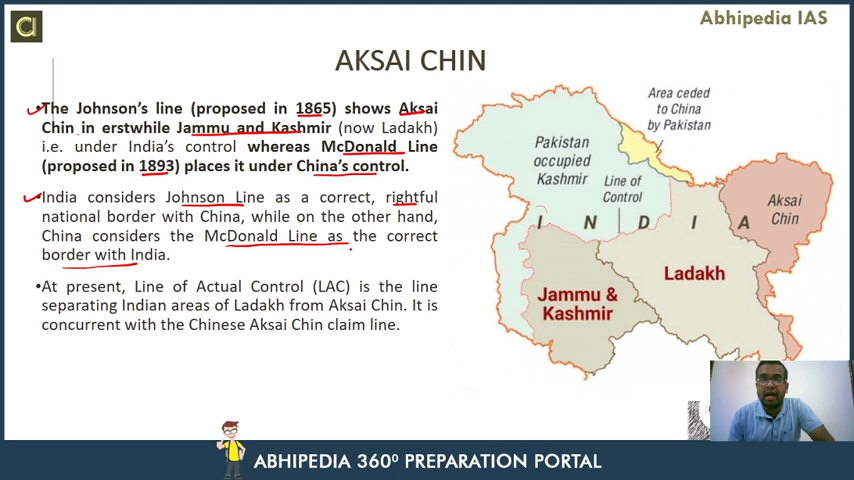 Abhipedia IAS
AKSAI CHIN
•The Johnson's line (proposed in 1865) shows Aksai
Chin in erstwhile Jammu and Kashmir (now Ladakh)
i.e. under India's control whereas McDonald Line
(proposed in 1893) places it under China's control.
•India considers Johnson Line as a correct, rightful
national border with China, while on the other hand,
China considers the McDonald Line as the correct
border with India.
•At present, Line of Actual Control (LAC) is the line
separating Indian areas of Ladakh from Aksai Chin. It is
concurrent with the Chinese Aksai Chin claim line.
Area ceded
to China
by Pakistan
Pakistan
occupied
Kashmir
Line of
Control
Aksai
Chin
I N D I A
Ladakh
Jammu &
Kashmir
ABHIPEDIA 360⁰ PREPARATION PORTAL